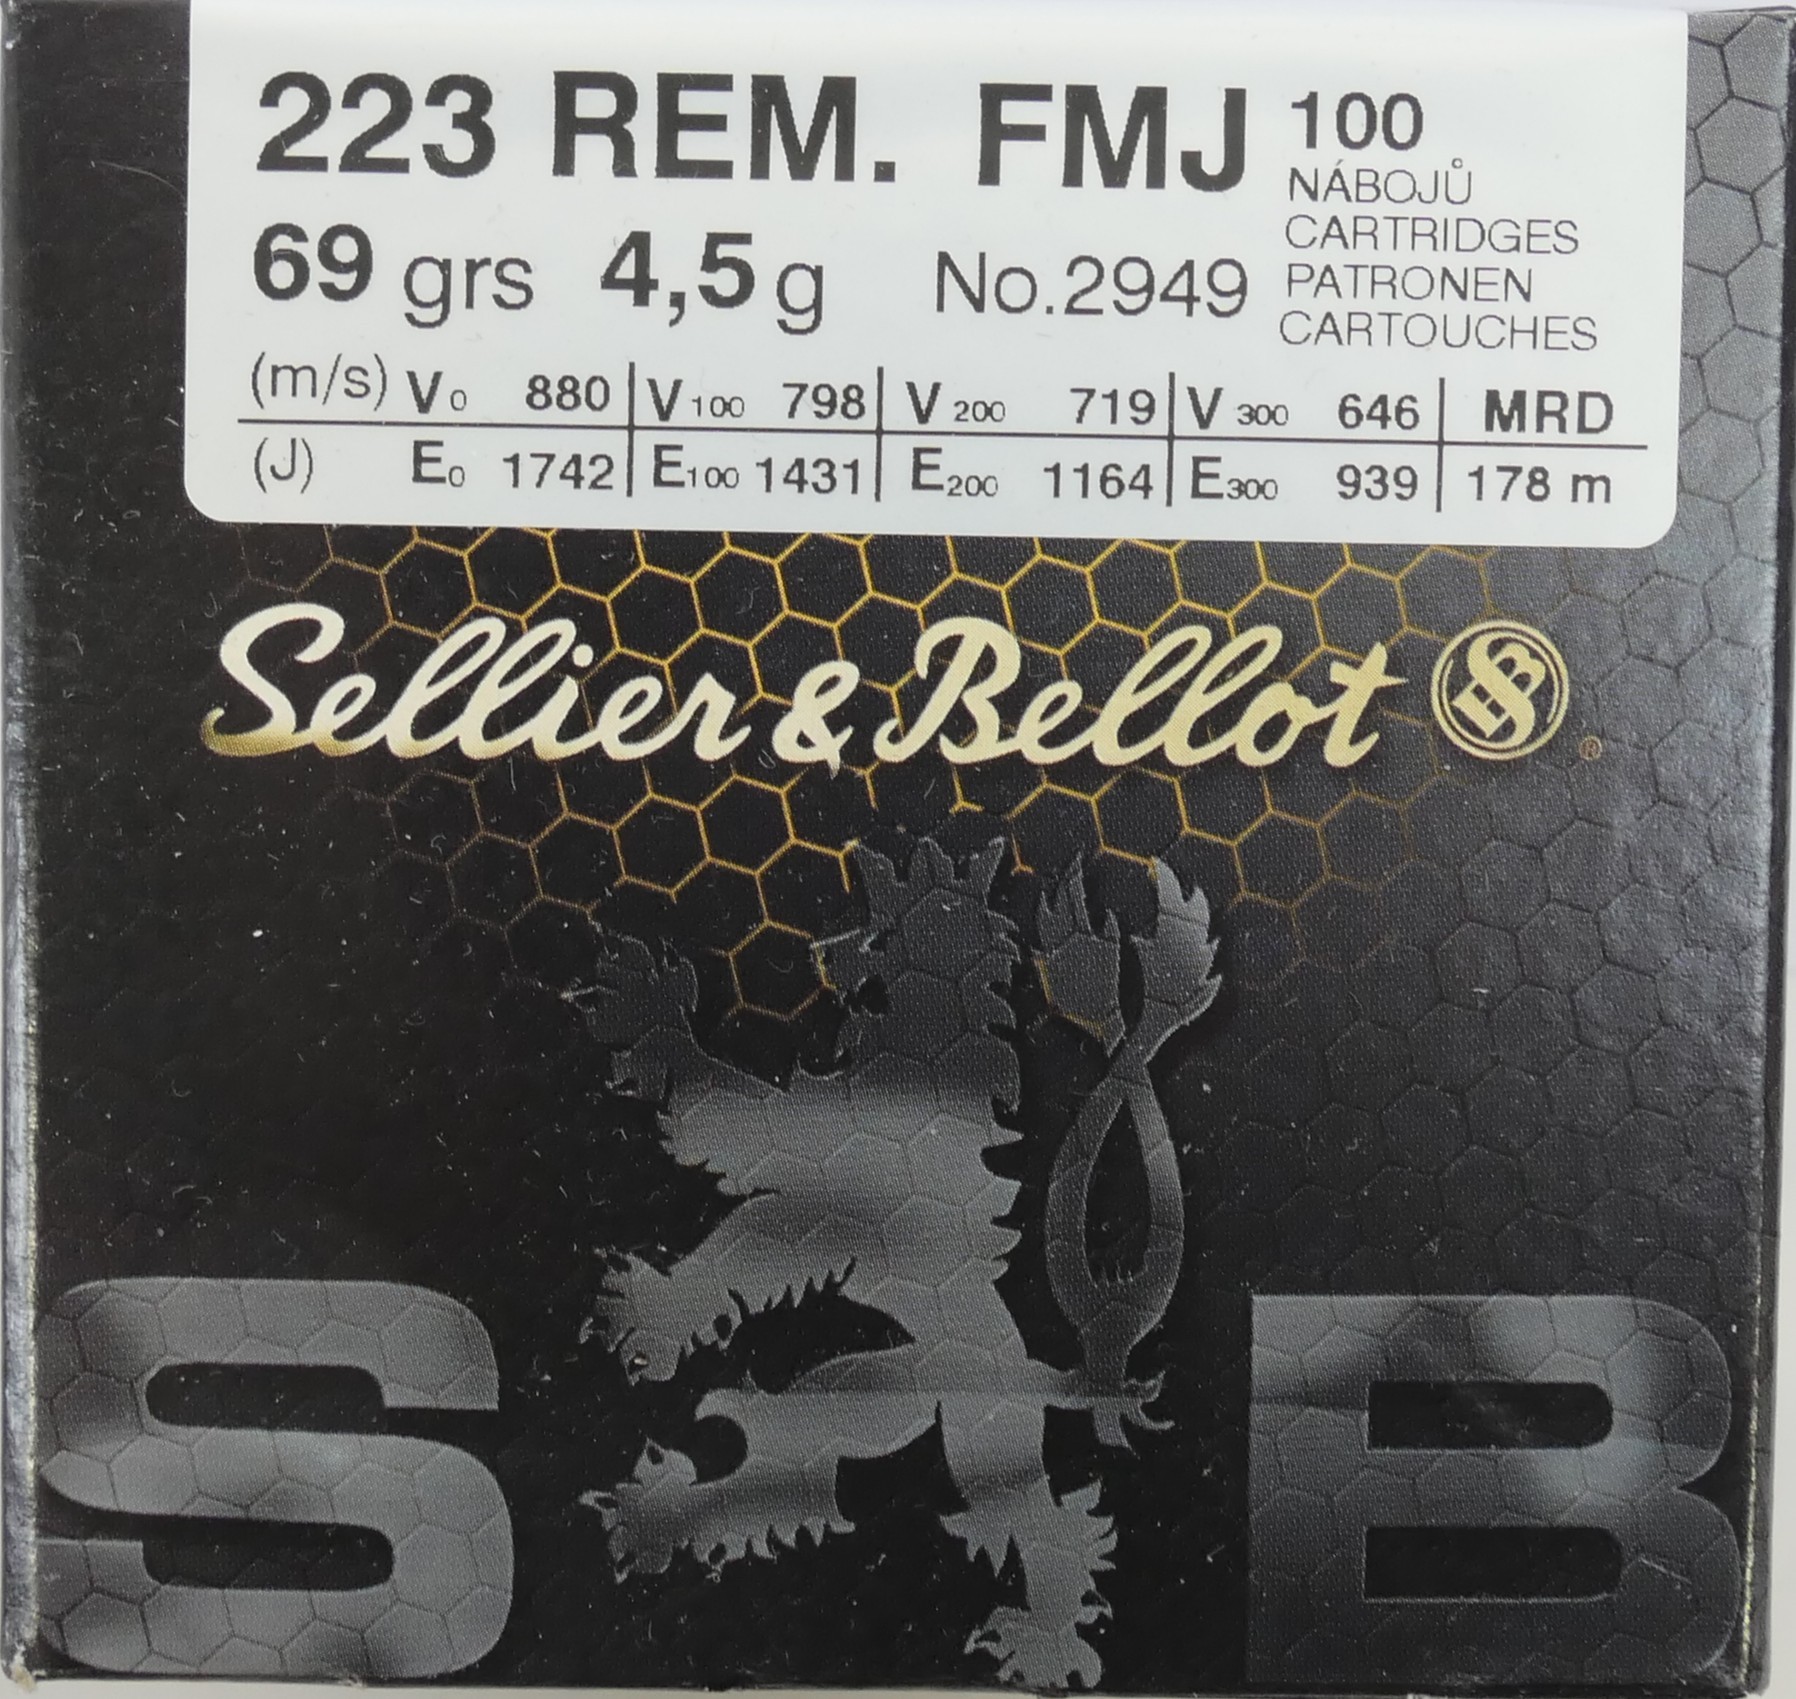 223 REM. FMJ 100
NÁBOJŮ
CARTRIDGES
PATRONEN
CARTOUCHES
69 grs 4,5 g No.2949
(m/s) V0 880 V100 798 V200 719 V300 646 MRD
(J) E0 1742 E100 1431 E200 1164 E300 939 178 m
Sellier & Bellot SB ®
S B